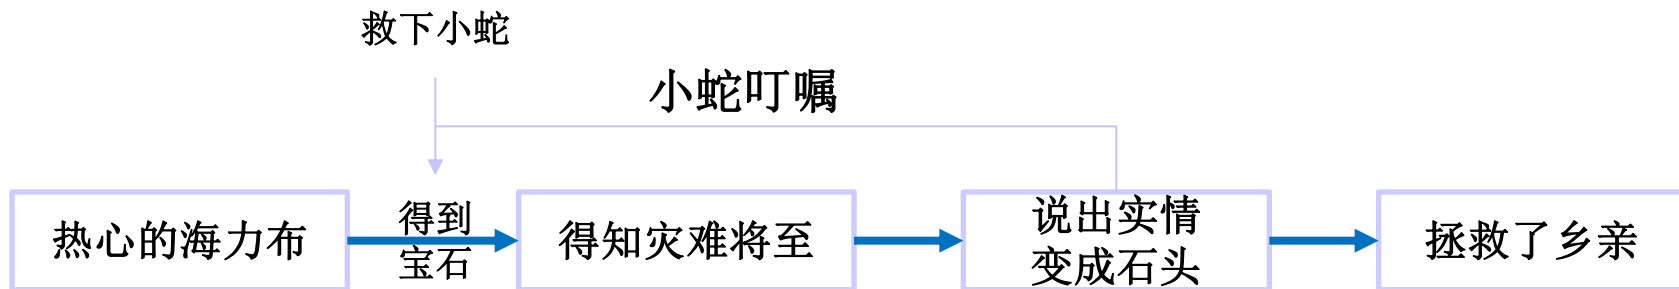 救下小蛇
小蛇叮嘱
热心的海力布
得到
宝石
得知灾难将至
说出实情
变成石头
拯救了乡亲